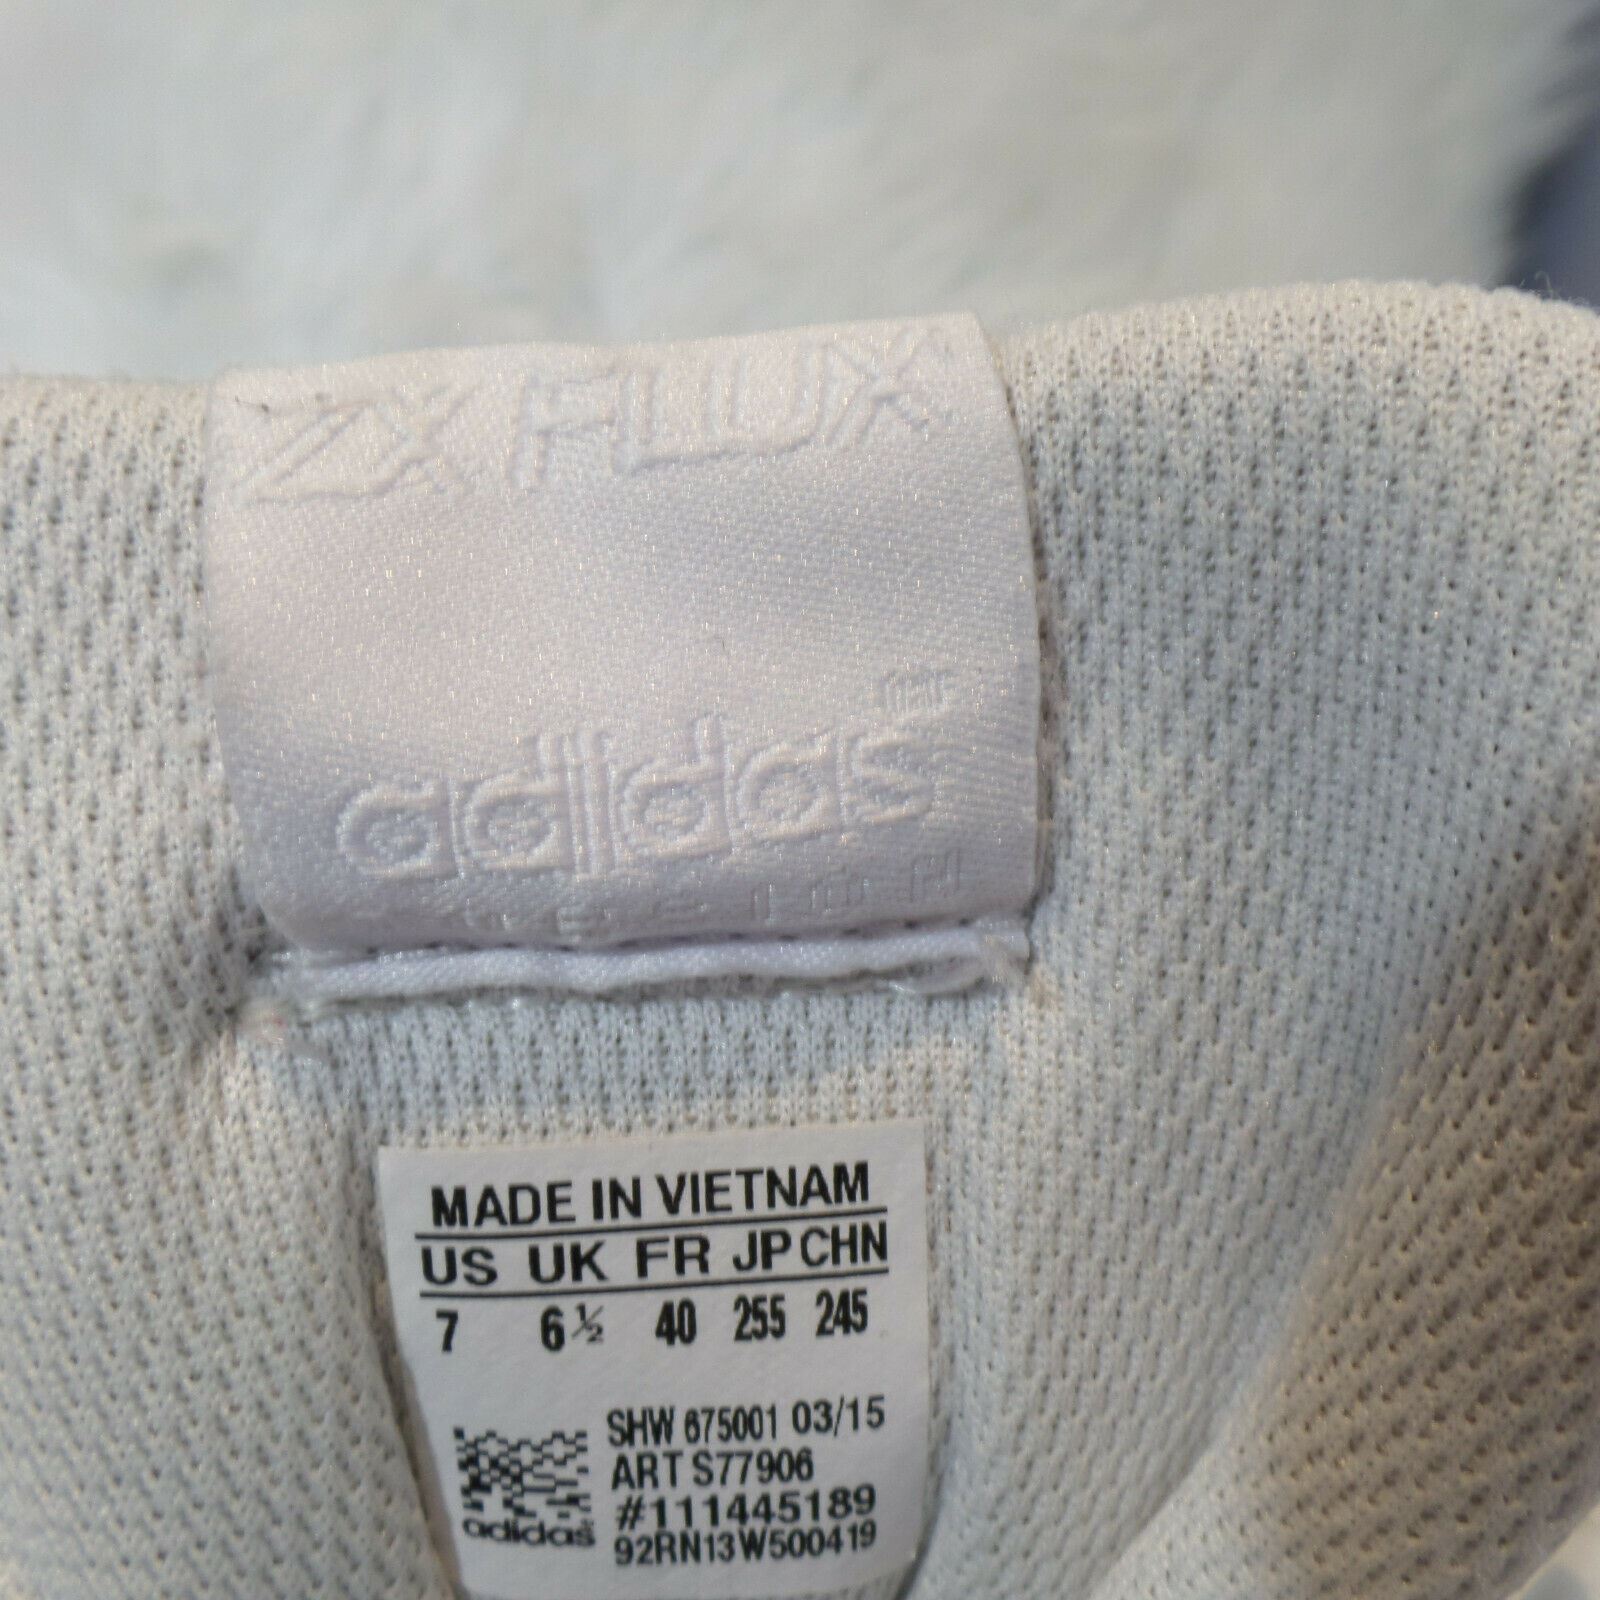 ZX FLUX
adidas
MADE IN VIETNAM
US UK FR JP CHN
7 6½ 40 255 245
SHW 675001 03/15
ART S77906
#111445189
92RN13W500419
adidas